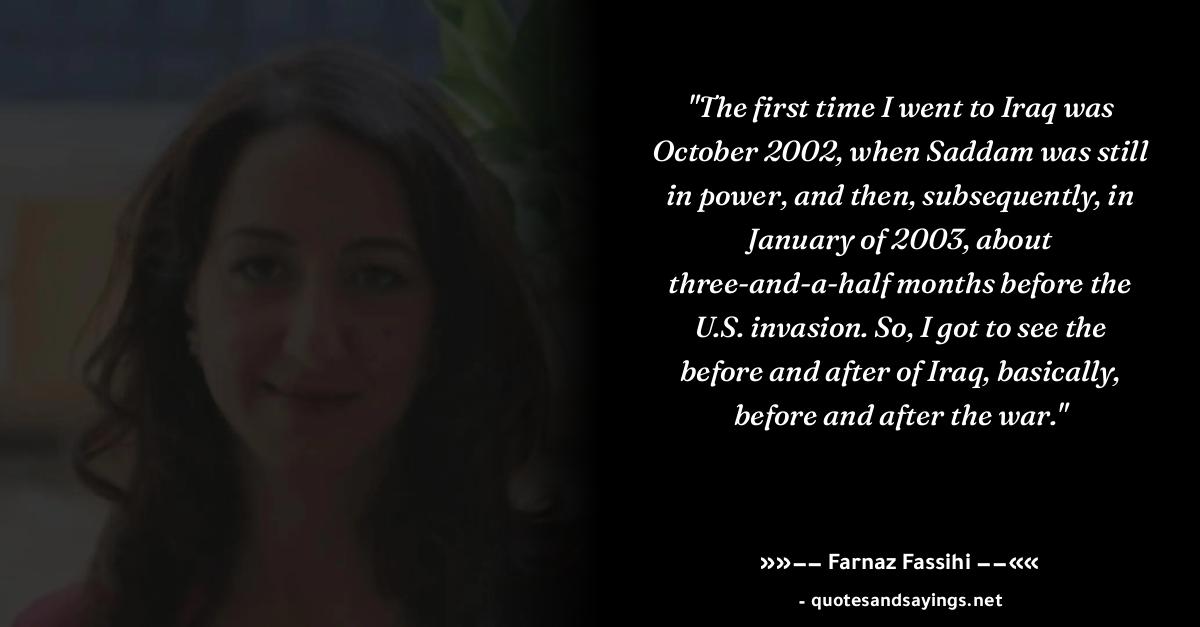 "The first time I went to Iraq was
October 2002, when Saddam was still
in power, and then, subsequently, in
January of 2003, about
three-and-a-half months before the
U.S. invasion. So, I got to see the
before and after of Iraq, basically,
before and after the war."
»»–– Farnaz Fassihi ––««
- quotesandsayings.net